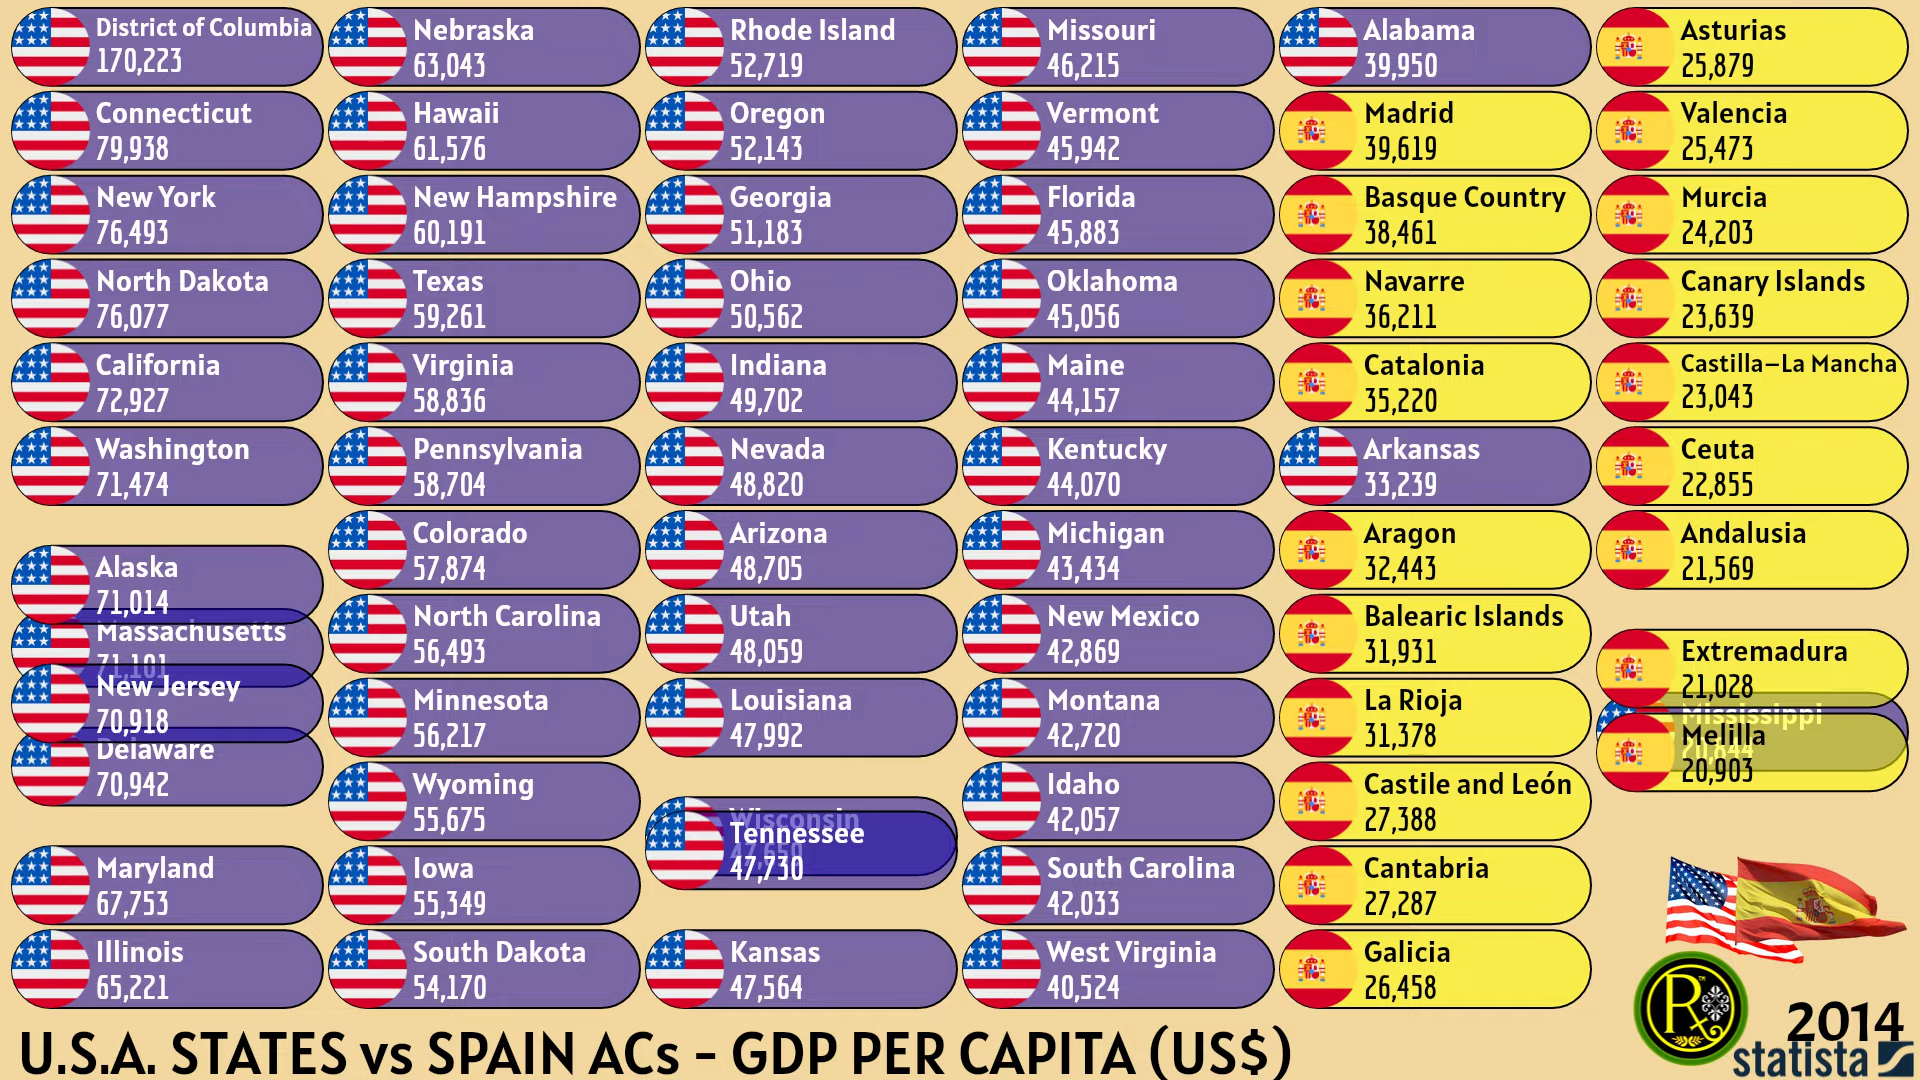 District of Columbia
170,223
Connecticut
79,938
New York
76,493
North Dakota
76,077
California
72,927
Washington
71,474
Alaska
71,014
Massachusetts
71,101
New Jersey
70,918
Delaware
70,942
Maryland
67,753
Illinois
65,221
Nebraska
63,043
Hawaii
61,576
New Hampshire
60,191
Texas
59,261
Virginia
58,836
Pennsylvania
58,704
Colorado
57,874
North Carolina
56,493
Minnesota
56,217
Wyoming
55,675
Iowa
55,349
South Dakota
54,170
Rhode Island
52,719
Oregon
52,143
Georgia
51,183
Ohio
50,562
Indiana
49,702
Nevada
48,820
Arizona
48,705
Utah
48,059
Louisiana
47,992
Wisconsin
Tennessee
47,730
Kansas
47,564
Missouri
46,215
Vermont
45,942
Florida
45,883
Oklahoma
45,056
Maine
44,157
Kentucky
44,070
Michigan
43,434
New Mexico
42,869
Montana
42,720
Idaho
42,057
South Carolina
42,033
West Virginia
40,524
Alabama
39,950
Madrid
39,619
Basque Country
38,461
Navarre
36,211
Catalonia
35,220
Arkansas
33,239
Aragon
32,443
Balearic Islands
31,931
La Rioja
31,378
Castile and León
27,388
Cantabria
27,287
Galicia
26,458
Asturias
25,879
Valencia
25,473
Murcia
24,203
Canary Islands
23,639
Castilla–La Mancha
23,043
Ceuta
22,855
Andalusia
21,569
Extremadura
21,028
Mississippi
Melilla
20,903
Rx
2014
statista
U.S.A. STATES vs SPAIN ACs - GDP PER CAPITA (US$)